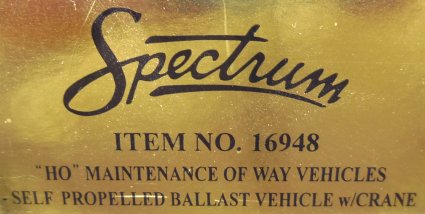 Spectrum
ITEM NO. 16948
"HO" MAINTENANCE OF WAY VEHICLES
-SELF PROPELLED BALLAST VEHICLE w/CRANE